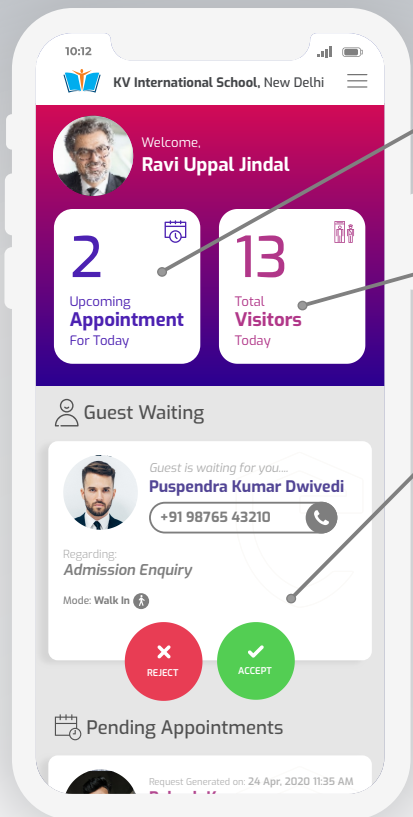 10:12
KV International School, New Delhi
Welcome,
Ravi Uppal Jindal
2
Upcoming
Appointment
For Today
13
Total
Visitors
Today
Guest Waiting
Guest is waiting for you....
Puspendra Kumar Dwivedi
+91 98765 43210
Regarding:
Admission Enquiry
Mode: Walk In
REJECT
ACCEPT
Pending Appointments
Request Generated on: 24 Apr, 2020 11:35 AM